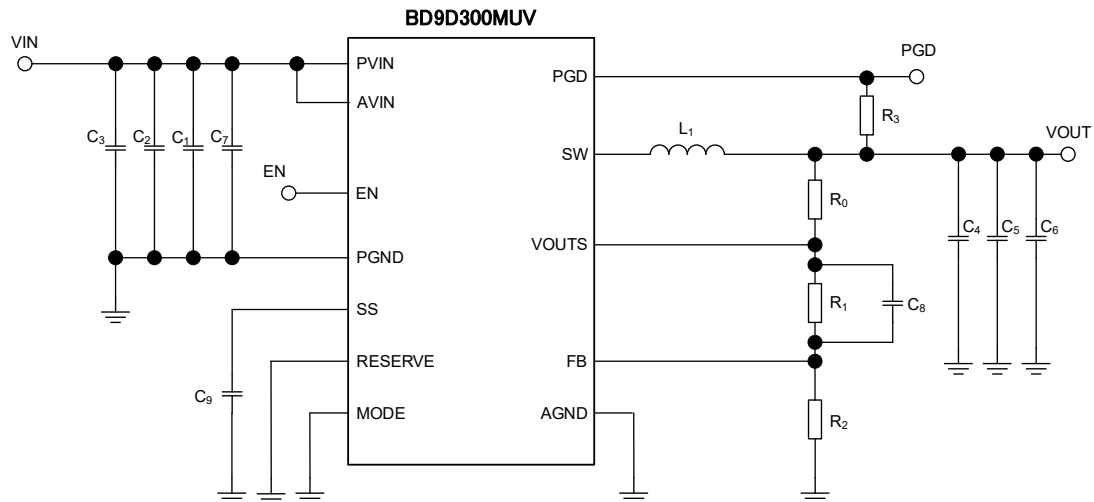 BD9D300MUV
VIN
PVIN
PGD
PGD
AVIN
R3
C3
C2
C1
C7
L1
SW
VOUT
EN
EN
R0
C4
C5
C6
VOUTS
PGND
R1
C8
SS
RESERVE
FB
C9
MODE
AGND
R2